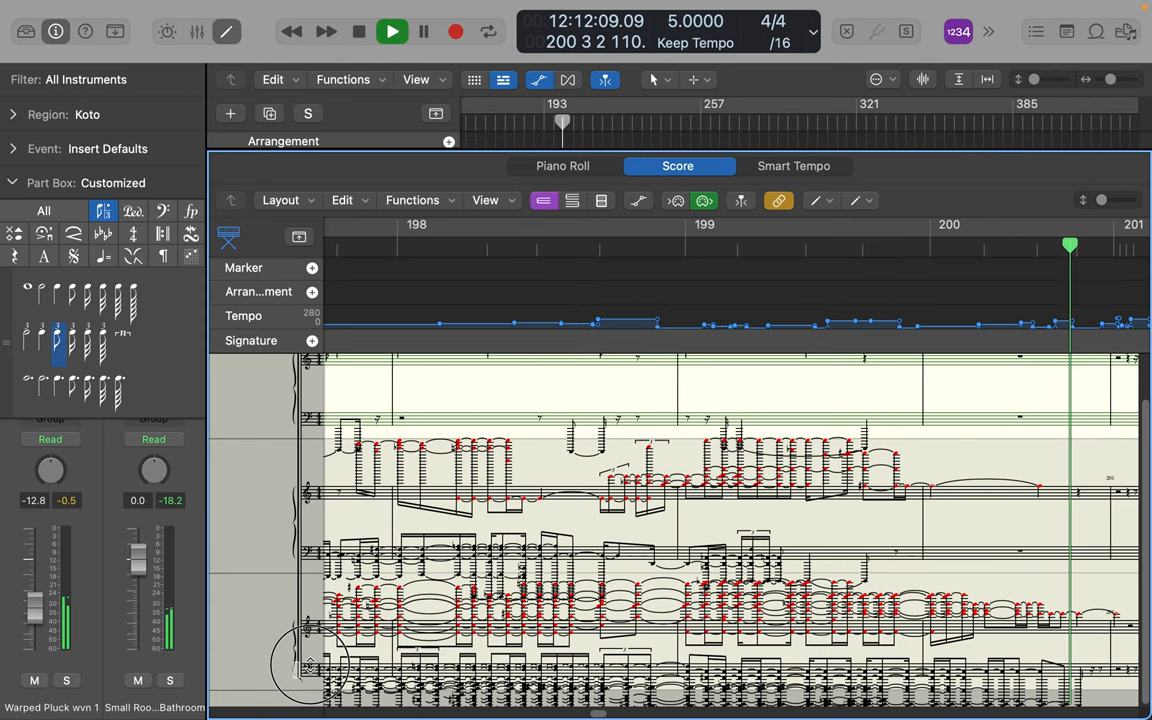 12:12:09.09 5.0000 4/4
200 3 2 110. Keep Tempo /16
1234
Filter: All Instruments
Region: Koto
Event: Insert Defaults
Part Box: Customized
All
Edit Functions View
S
193 257 321 385
Arrangement
Piano Roll Score Smart Tempo
Layout Edit Functions View
198 199 200 201
Marker
Arran...ment
Tempo 280 0
Signature
Group
Read Read
-12.8 -0.5 0.0 -18.2
M S M S
Warped Pluck wvn 1 Small Roo...Bathroom